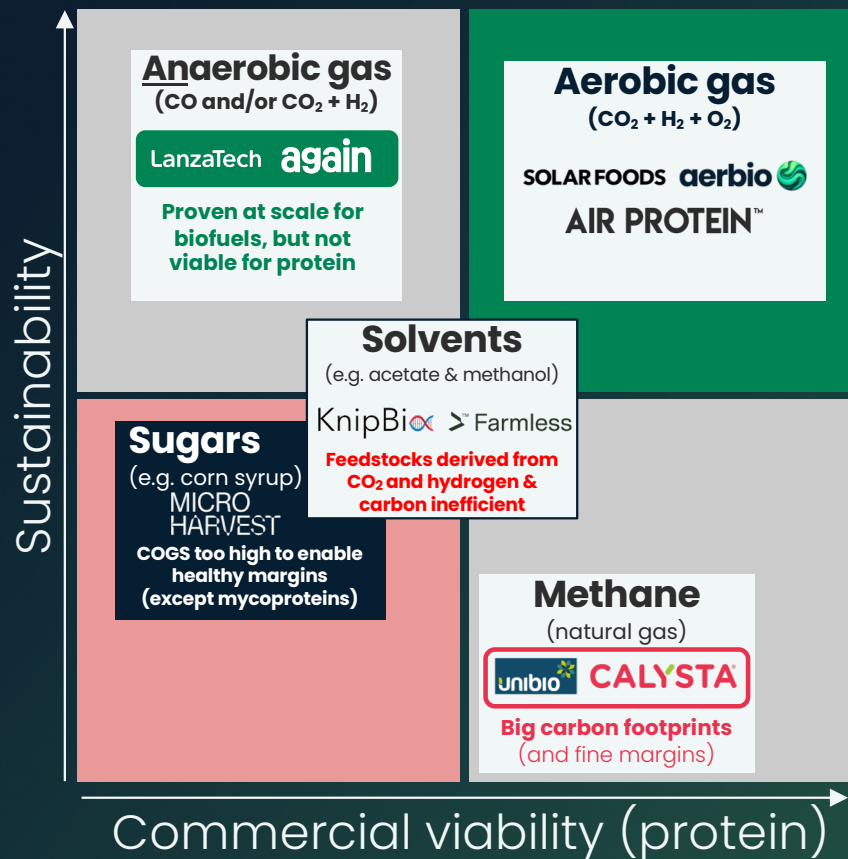 Sustainability
Anaerobic gas
(CO and/or CO₂ + H₂)
LanzaTech again
Proven at scale for
biofuels, but not
viable for protein
Aerobic gas
(CO₂ + H₂ + O₂)
SOLAR FOODS aerbio
AIR PROTEIN™
Solvents
(e.g. acetate & methanol)
KnipBio ™ Farmless
Feedstocks derived from
CO₂ and hydrogen &
carbon inefficient
Sugars
(e.g. corn syrup)
MICRO
HARVEST
COGS too high to enable
healthy margins
(except mycoproteins)
Methane
(natural gas)
unibio CALYSTA®
Big carbon footprints
(and fine margins)
Commercial viability (protein)